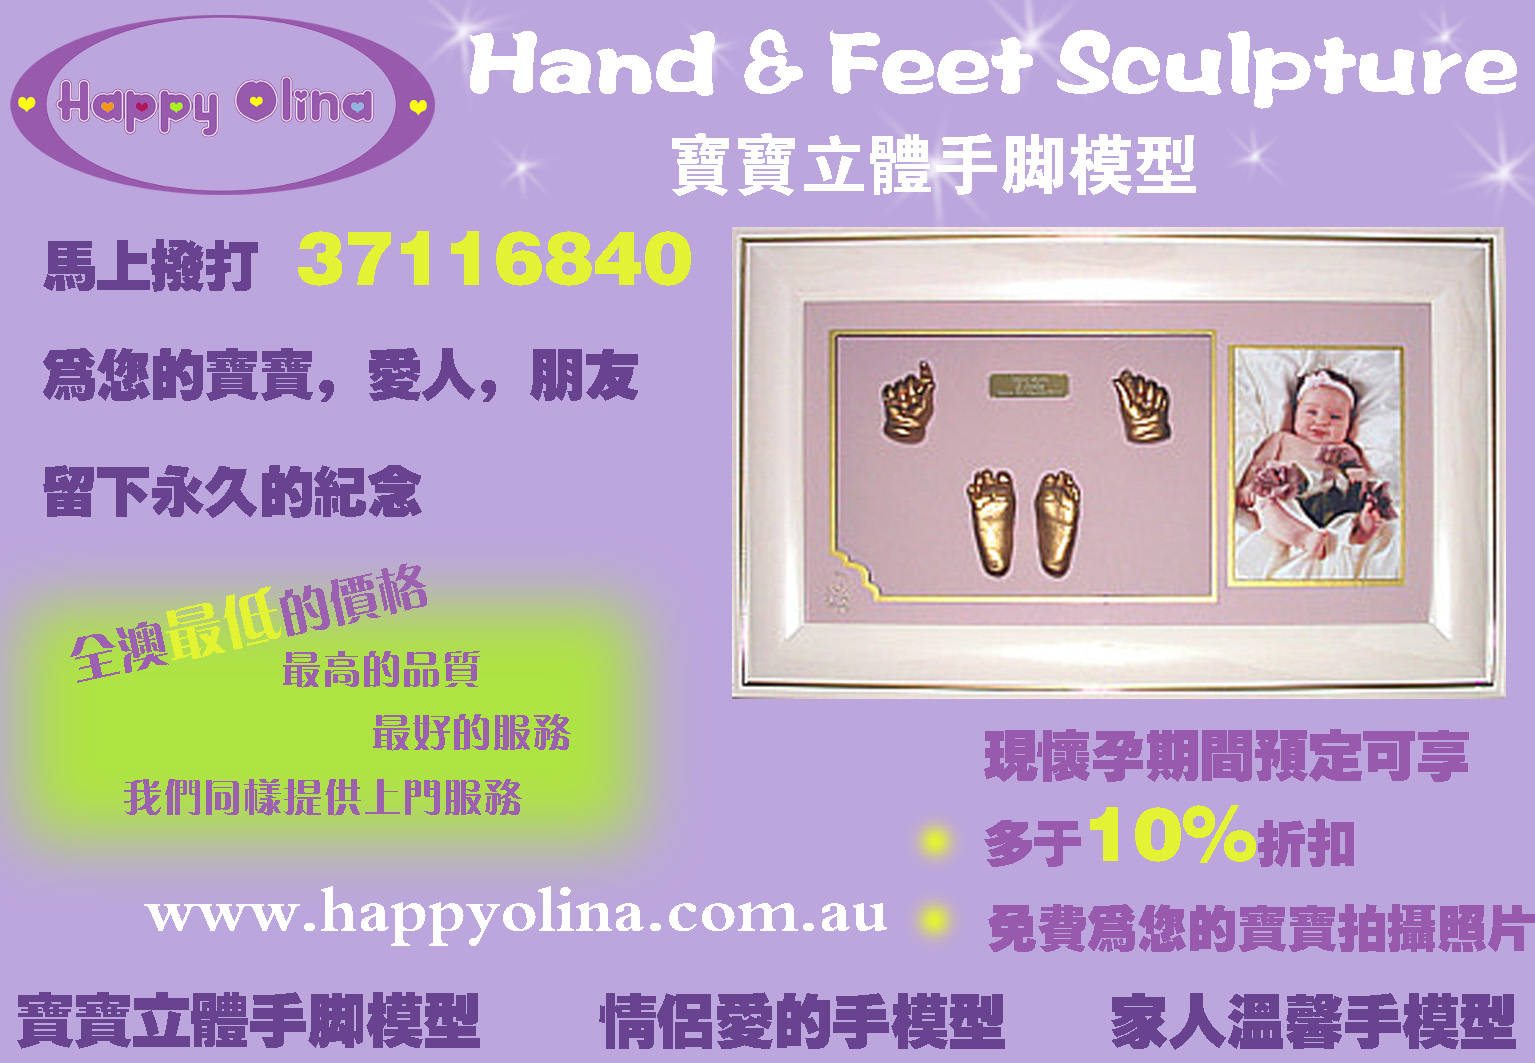 Happy Olina
Hand & Feet Sculpture
寶寶立體手脚模型
馬上撥打 37116840
爲您的寶寶，愛人，朋友
留下永久的紀念
全澳最低的價格
最高的品質
最好的服務
我們同樣提供上門服務
現懷孕期間預定可享
多于10%折扣
免費爲您的寶寶拍攝照片
www.happyolina.com.au
寶寶立體手脚模型 情侶愛的手模型 家人溫馨手模型